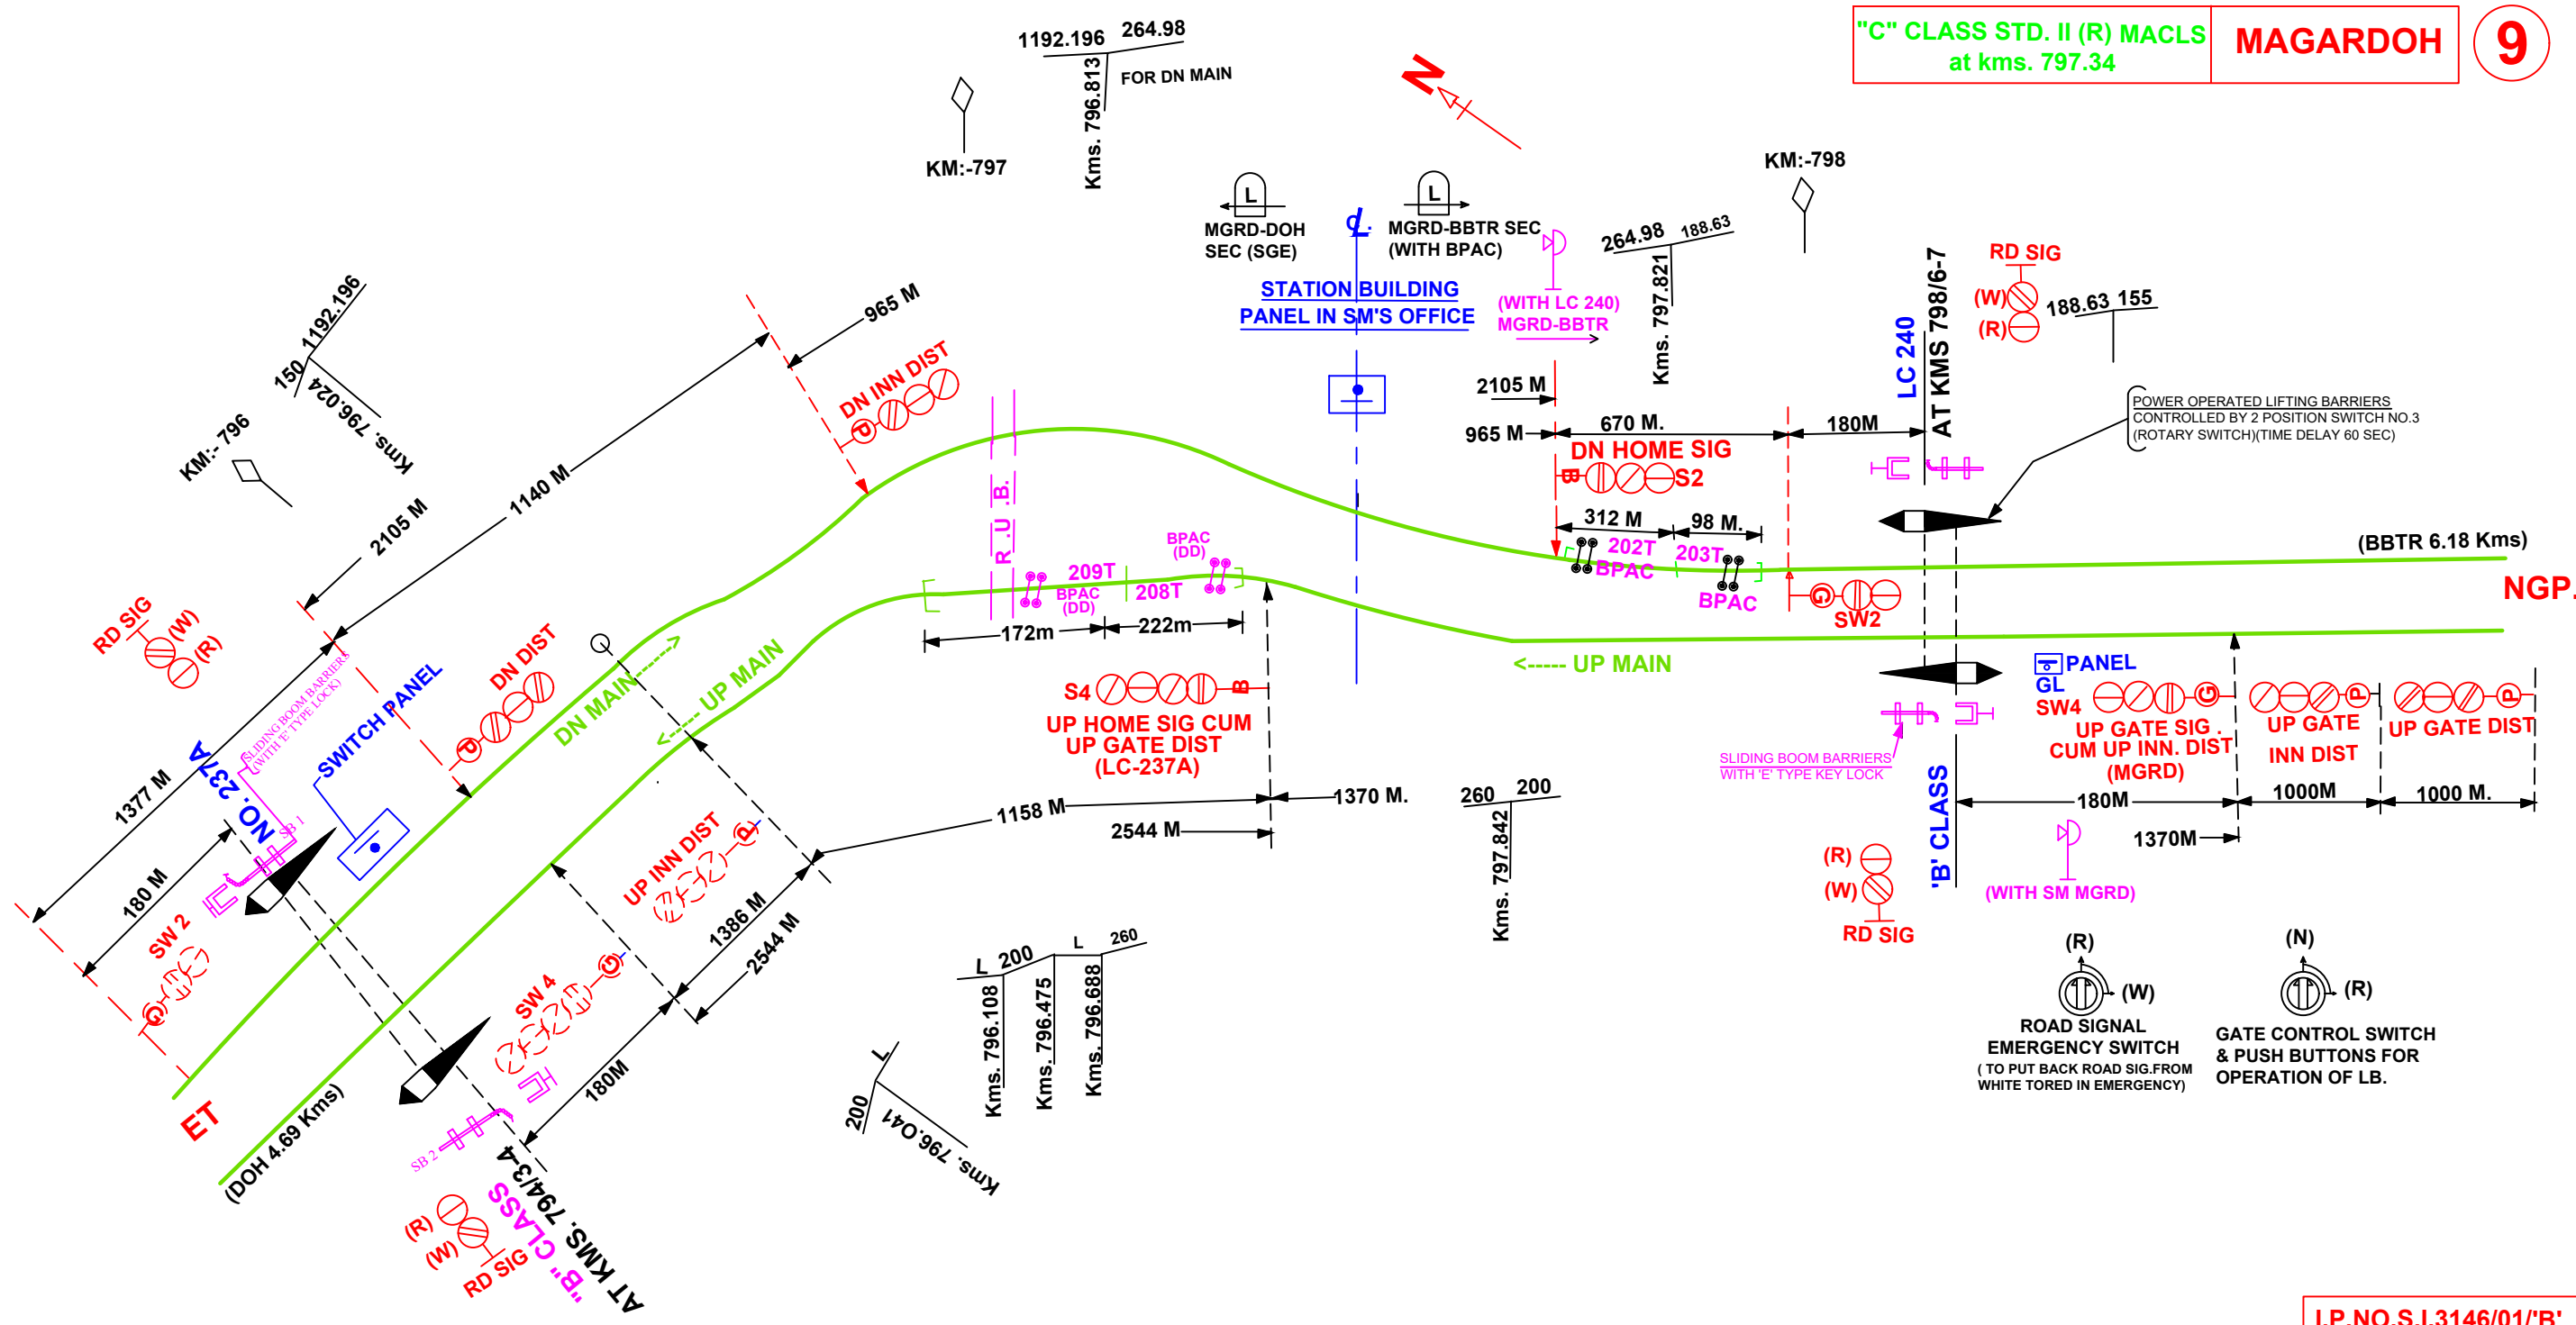 "C" CLASS STD. II (R) MACLS
at kms. 797.34
MAGARDOH
9
1192.196 264.98
Kms. 796.813
FOR DN MAIN
KM:-797
N
KM:-798
L
MGRD-DOH
SEC (SGE)
CL
L
MGRD-BBTR SEC
(WITH BPAC)
STATION BUILDING
PANEL IN SM'S OFFICE
(WITH LC 240)
MGRD-BBTR
264.98 188.63
Kms. 797.821
LC 240
AT KMS 798/6-7
RD SIG
(W)
(R)
188.63 155
POWER OPERATED LIFTING BARRIERS
CONTROLLED BY 2 POSITION SWITCH NO.3
(ROTARY SWITCH)(TIME DELAY 60 SEC)
150 1192.196
Kms. 796.024
KM:- 796
965 M
DN INN DIST
P
1140 M
2105 M
R .U .B.
2105 M
965 M
670 M.
180M
DN HOME SIG
B
S2
312 M
98 M.
202T
203T
BPAC
BPAC
G
SW2
(BBTR 6.18 Kms)
NGP.
RD SIG
(W)
(R)
SLIDING BOOM BARRIERS
(WITH 'E' TYPE LOCK)
SWITCH PANEL
NO. 237A
SB 1
DN DIST
P
DN MAIN
UP MAIN
209T
BPAC
(DD)
208T
BPAC
(DD)
172m
222m
<----- UP MAIN
S4
B
UP HOME SIG CUM
UP GATE DIST
(LC-237A)
1158 M
1370 M.
2544 M
260 200
Kms. 797.842
PANEL
GL
SW4
G
UP GATE SIG .
CUM UP INN. DIST
(MGRD)
P
UP GATE
INN DIST
P
UP GATE DIST
SLIDING BOOM BARRIERS
WITH 'E' TYPE KEY LOCK
'B' CLASS
180M
1000M
1000 M.
1370M
(WITH SM MGRD)
(R)
(W)
RD SIG
1377 M
180 M
SW 2
G
ET
(DOH 4.69 Kms)
UP INN DIST
P
1386 M
2544 M
SW 4
G
180M
SB 2
AT KMS. 794/3-4
"B" CLASS
(R)
(W)
RD SIG
L 200 L 260
Kms. 796.108
Kms. 796.475
Kms. 796.688
200 L
Kms. 796.O41
(R)
(W)
ROAD SIGNAL
EMERGENCY SWITCH
( TO PUT BACK ROAD SIG.FROM
WHITE TORED IN EMERGENCY)
(N)
(R)
GATE CONTROL SWITCH
& PUSH BUTTONS FOR
OPERATION OF LB.
I.P.NO.S.I.3146/01/'B'